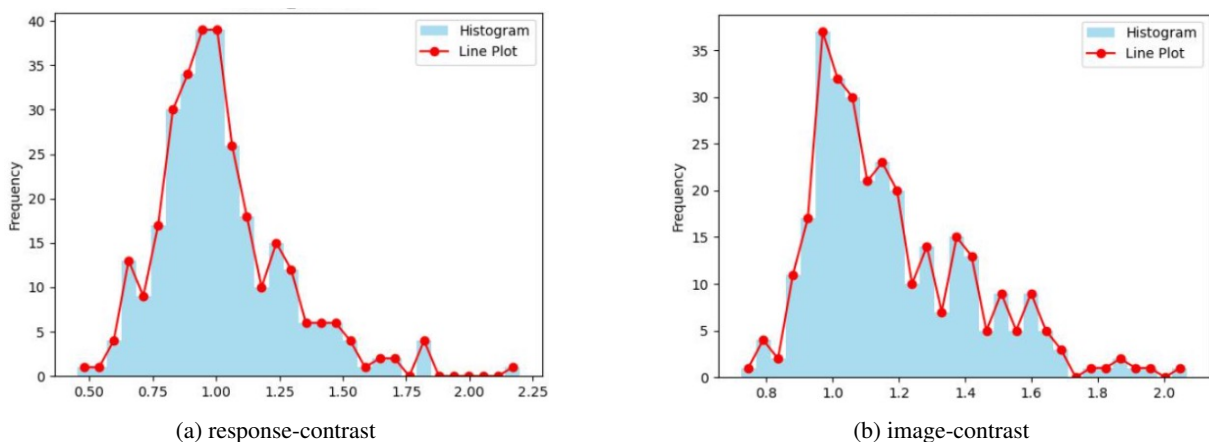 Histogram
Line Plot
Frequency
40
35
30
25
20
15
10
5
0
0.50 0.75 1.00 1.25 1.50 1.75 2.00 2.25
(a) response-contrast
Histogram
Line Plot
Frequency
35
30
25
20
15
10
5
0
0.8 1.0 1.2 1.4 1.6 1.8 2.0
(b) image-contrast